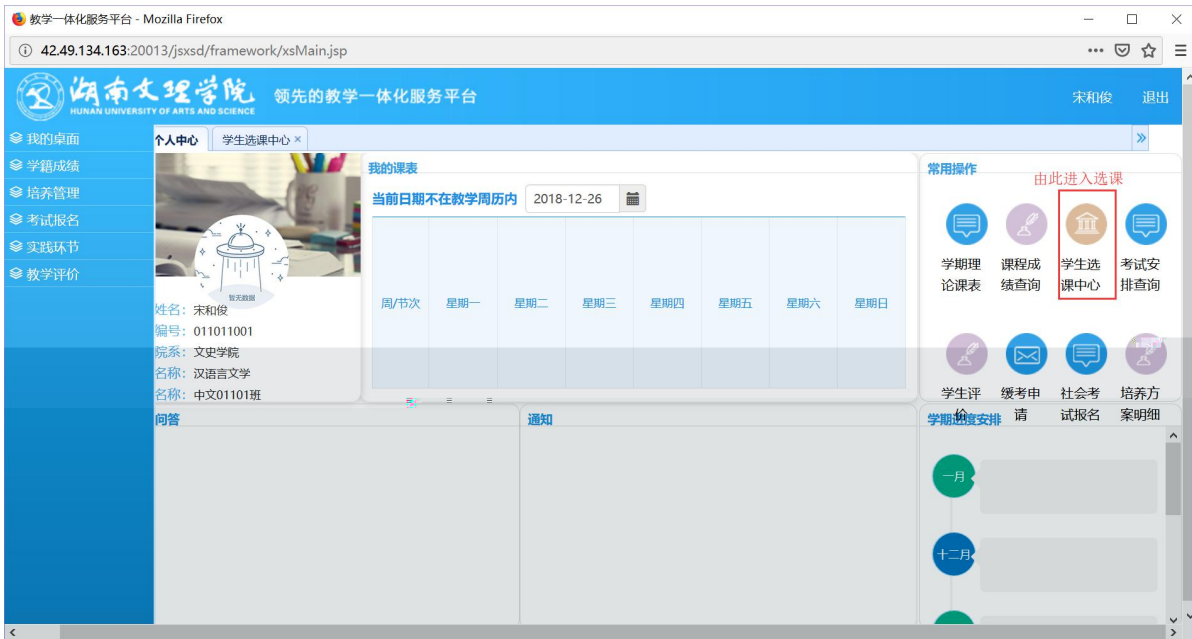 教学一体化服务平台 - Mozilla Firefox
42.49.134.163:20013/jsxsd/framework/xsMain.jsp
湖南文理学院
HUNAN UNIVERSITY OF ARTS AND SCIENCE
领先的教学一体化服务平台
宋和俊 退出
我的桌面
学籍成绩
培养管理
考试报名
实践环节
教学评价
个人中心 学生选课中心 ×
暂无数据
姓名: 宋和俊
编号: 011011001
院系: 文史学院
名称: 汉语言文学
名称: 中文01101班
我的课表
当前日期不在教学周历内 2018-12-26
周/节次 星期一 星期二 星期三 星期四 星期五 星期六 星期日
常用操作
由此进入选课
学期理论课表
课程成绩查询
学生选课中心
考试安排查询
学生评价
缓考申请
社会考试报名
培养方案明细
问答
通知
学期进度安排
一月
十二月